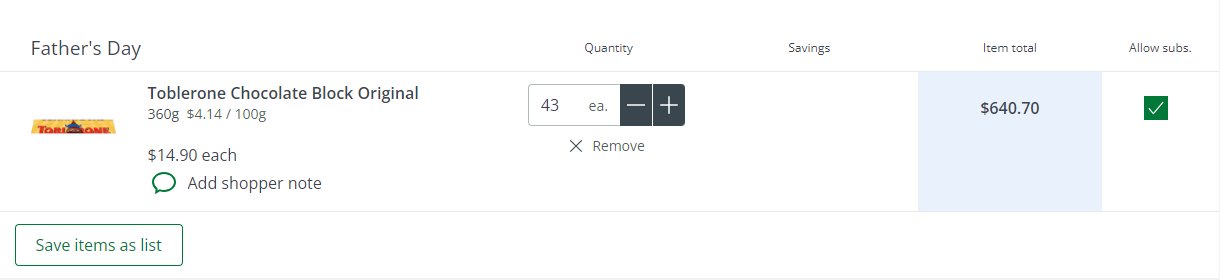 Father's Day
Quantity
Savings
Item total
Allow subs.
TOBLERONE
Toblerone Chocolate Block Original
360g $4.14 / 100g
$14.90 each
Add shopper note
43 ea.
Remove
$640.70
Save items as list